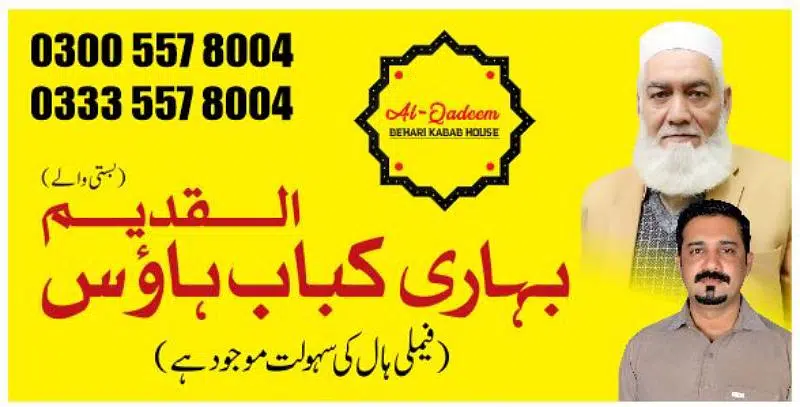 0300 557 8004
0333 557 8004
Al-Qadeem
BEHARI KABAB HOUSE
(بستی والے)
القدیم
بہاری کباب ہاؤس
(فیملی ہال کی سہولت موجود ہے)